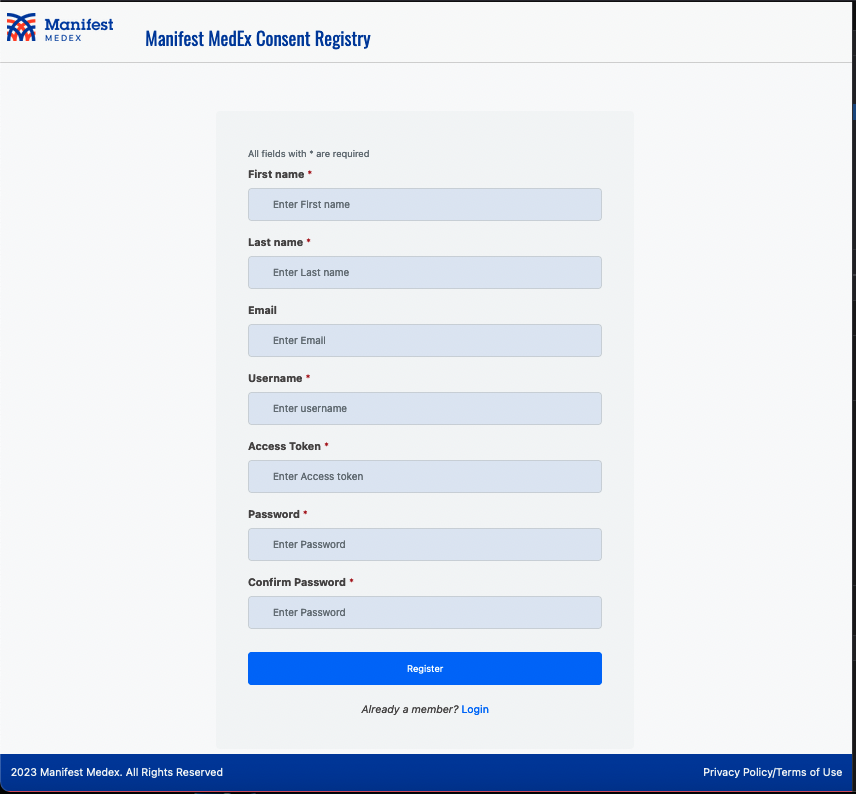 Manifest
MEDEX
Manifest MedEx Consent Registry
All fields with * are required
First name *
Enter First name
Last name *
Enter Last name
Email
Enter Email
Username *
Enter username
Access Token *
Enter Access token
Password *
Enter Password
Confirm Password *
Enter Password
Register
Already a member? Login
2023 Manifest Medex. All Rights Reserved
Privacy Policy/Terms of Use